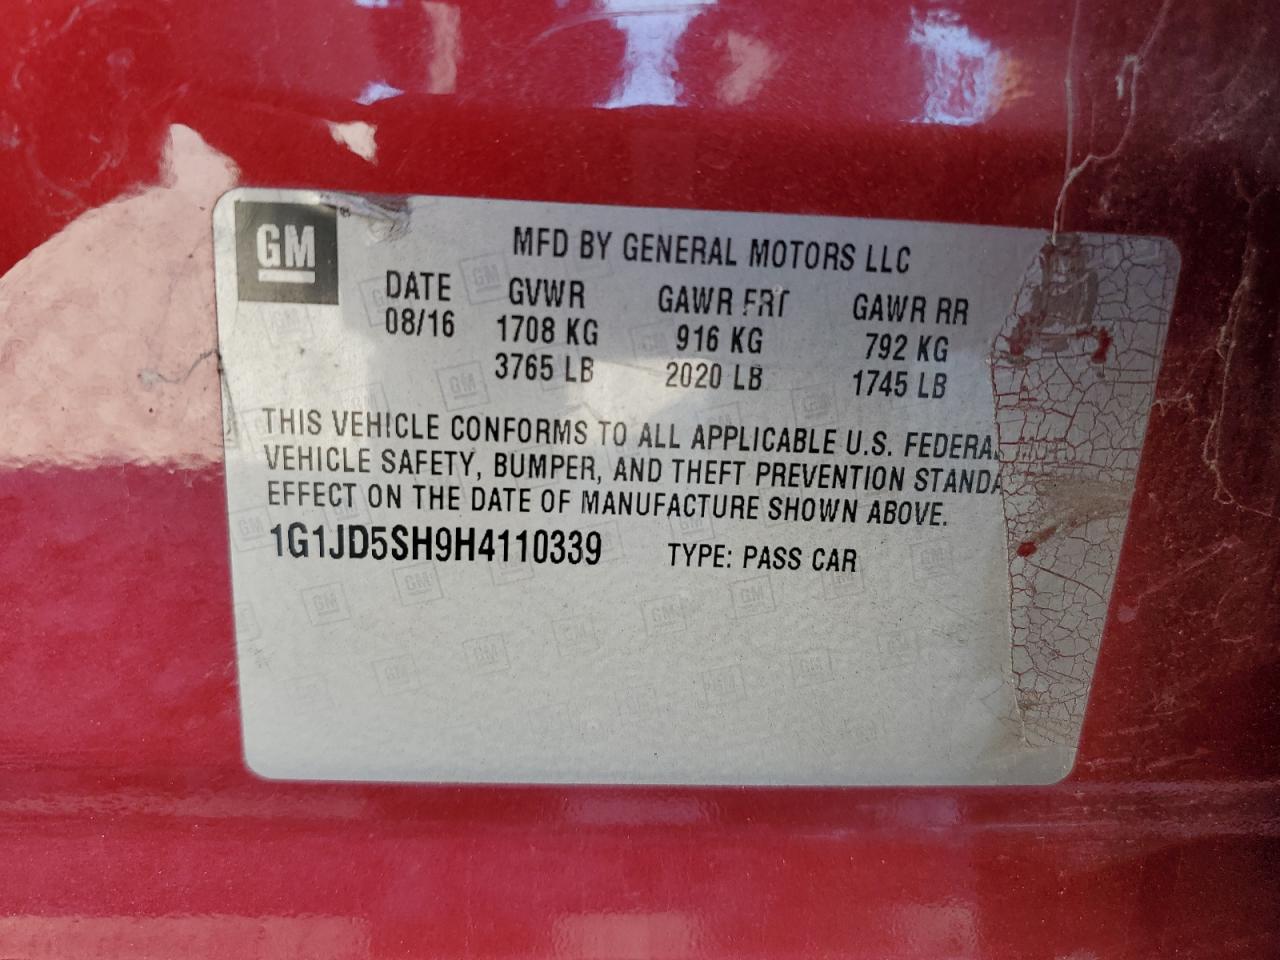 GM ®
MFD BY GENERAL MOTORS LLC
DATE GVWR GAWR FRT GAWR RR
08/16 1708 KG 916 KG 792 KG
3765 LB 2020 LB 1745 LB
THIS VEHICLE CONFORMS TO ALL APPLICABLE U.S. FEDERA
VEHICLE SAFETY, BUMPER, AND THEFT PREVENTION STANDA
EFFECT ON THE DATE OF MANUFACTURE SHOWN ABOVE.
1G1JD5SH9H4110339 TYPE: PASS CAR